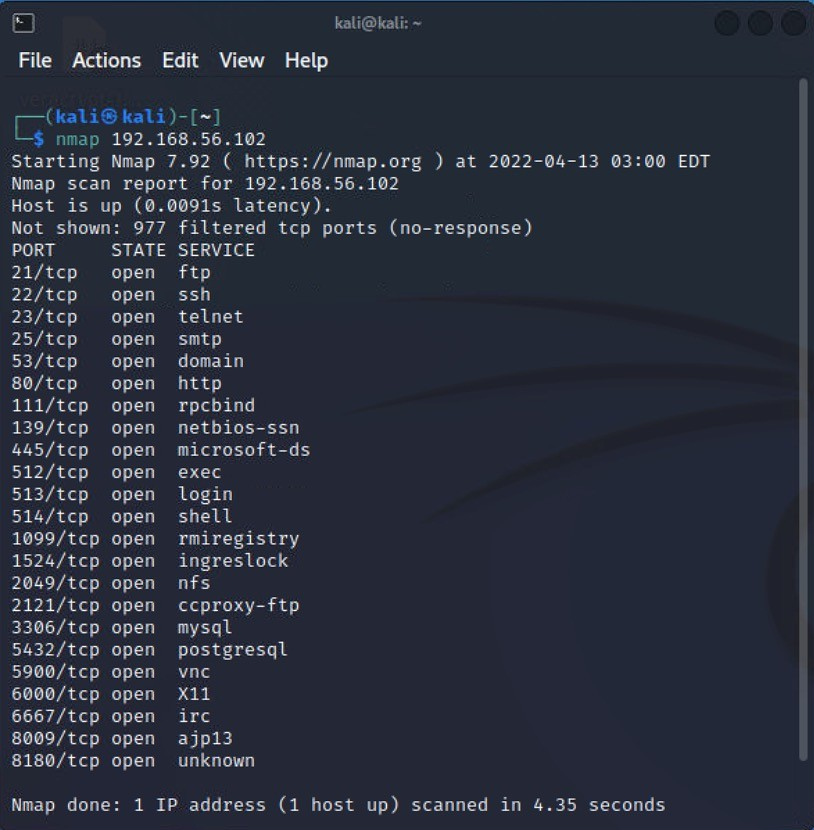 kali@kali: ~
File Actions Edit View Help
┌──(kali㉿kali)-[~]
└─$ nmap 192.168.56.102
Starting Nmap 7.92 ( https://nmap.org ) at 2022-04-13 03:00 EDT
Nmap scan report for 192.168.56.102
Host is up (0.0091s latency).
Not shown: 977 filtered tcp ports (no-response)
PORT     STATE SERVICE
21/tcp   open  ftp
22/tcp   open  ssh
23/tcp   open  telnet
25/tcp   open  smtp
53/tcp   open  domain
80/tcp   open  http
111/tcp  open  rpcbind
139/tcp  open  netbios-ssn
445/tcp  open  microsoft-ds
512/tcp  open  exec
513/tcp  open  login
514/tcp  open  shell
1099/tcp open  rmiregistry
1524/tcp open  ingreslock
2049/tcp open  nfs
2121/tcp open  ccproxy-ftp
3306/tcp open  mysql
5432/tcp open  postgresql
5900/tcp open  vnc
6000/tcp open  X11
6667/tcp open  irc
8009/tcp open  ajp13
8180/tcp open  unknown
Nmap done: 1 IP address (1 host up) scanned in 4.35 seconds